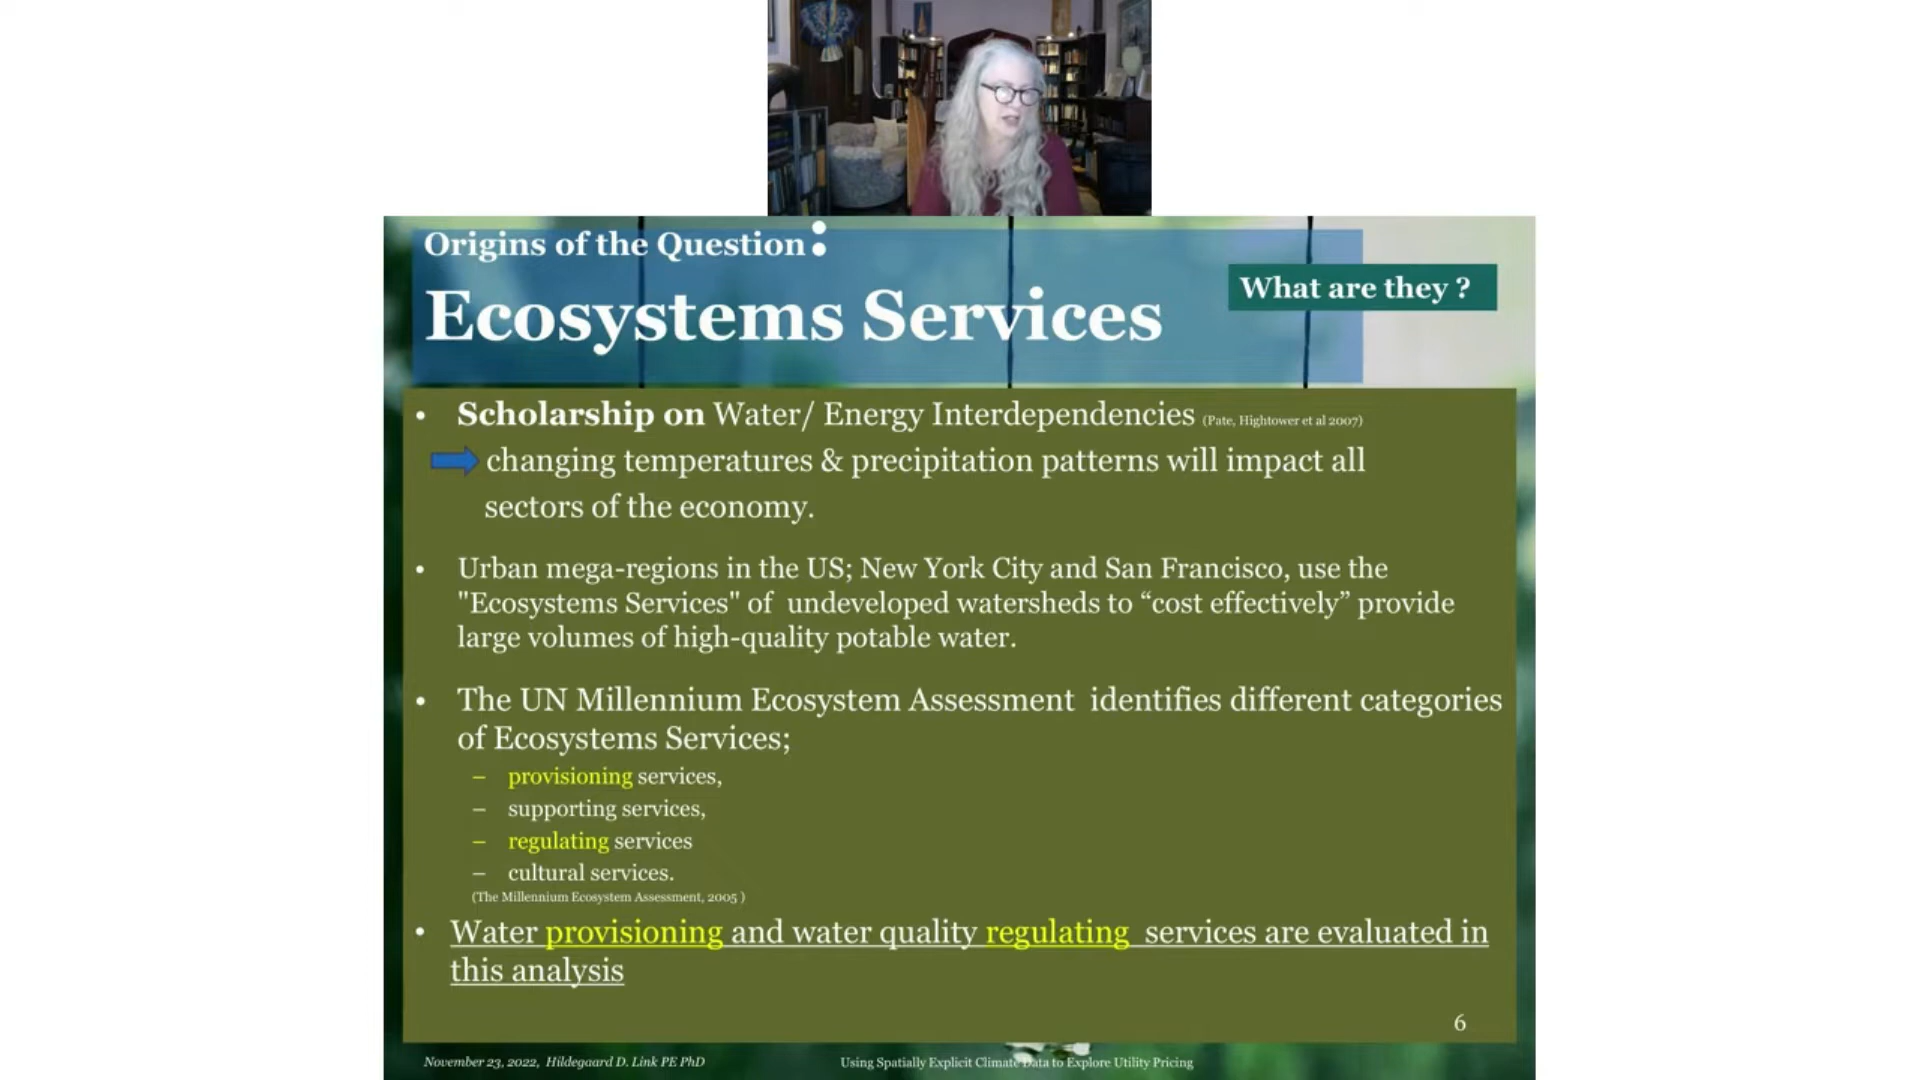 Origins of the Question:
Ecosystems Services
What are they ?
• Scholarship on Water/ Energy Interdependencies (Pate, Hightower et al 2007)
changing temperatures & precipitation patterns will impact all
sectors of the economy.
• Urban mega-regions in the US; New York City and San Francisco, use the
"Ecosystems Services" of undeveloped watersheds to “cost effectively” provide
large volumes of high-quality potable water.
• The UN Millennium Ecosystem Assessment identifies different categories
of Ecosystems Services;
– provisioning services,
– supporting services,
– regulating services
– cultural services.
(The Millennium Ecosystem Assessment, 2005 )
• Water provisioning and water quality regulating services are evaluated in
this analysis
6
November 23, 2022, Hildegaard D. Link PE PhD
Using Spatially Explicit Climate Data to Explore Utility Pricing